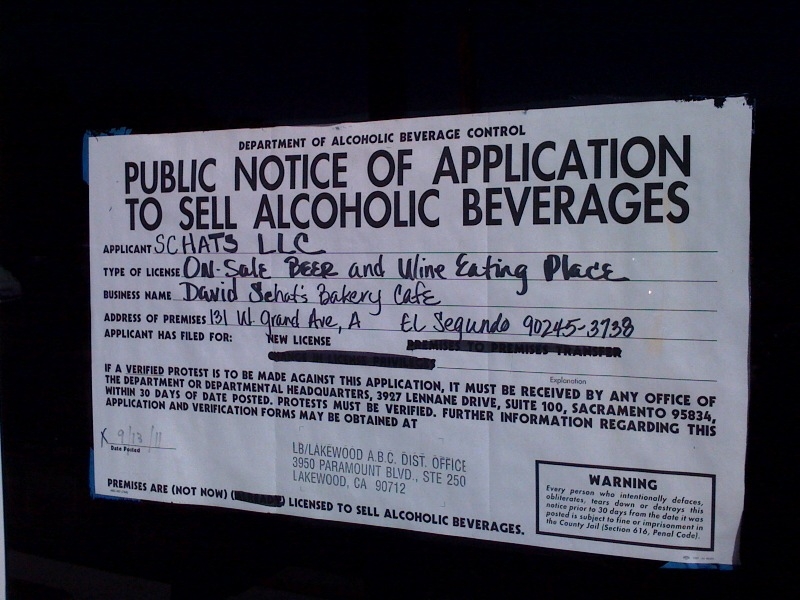 DEPARTMENT OF ALCOHOLIC BEVERAGE CONTROL
PUBLIC NOTICE OF APPLICATION
TO SELL ALCOHOLIC BEVERAGES
APPLICANT SCHATS LLC
TYPE OF LICENSE ON-Sale BEER and Wine Eating Place
BUSINESS NAME David Schat's Bakery Cafe
ADDRESS OF PREMISES 131 W. Grand Ave, A EL Segundo 90245-3738
APPLICANT HAS FILED FOR: NEW LICENSE PREMISES TO PREMISES TRANSFER
CHANGE IN LICENSE PRIVILEGES
Explanation
IF A VERIFIED PROTEST IS TO BE MADE AGAINST THIS APPLICATION, IT MUST BE RECEIVED BY ANY OFFICE OF
THE DEPARTMENT OR DEPARTMENTAL HEADQUARTERS, 3927 LENNANE DRIVE, SUITE 100, SACRAMENTO 95834,
WITHIN 30 DAYS OF DATE POSTED. PROTESTS MUST BE VERIFIED. FURTHER INFORMATION REGARDING THIS
APPLICATION AND VERIFICATION FORMS MAY BE OBTAINED AT
X 9/13/11
Date Posted
LB/LAKEWOOD A.B.C. DIST. OFFICE
3950 PARAMOUNT BLVD., STE 250
LAKEWOOD, CA 90712
PREMISES ARE (NOT NOW) ( ) LICENSED TO SELL ALCOHOLIC BEVERAGES.
WARNING
Every person who intentionally defaces,
obliterates, tears down or destroys this
notice prior to 30 days from the date it was
posted is subject to fine or imprisonment in
the County Jail (Section 616, Penal Code).